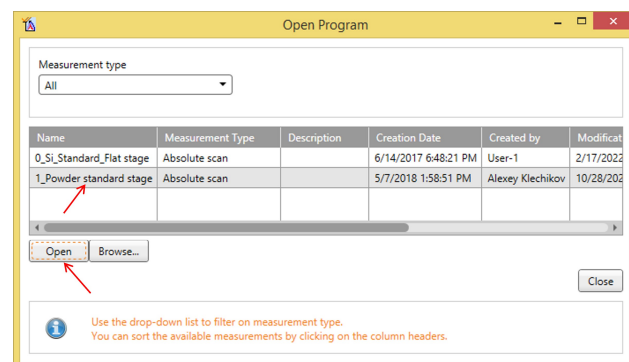 Open Program
Measurement type
All
Name Measurement Type Description Creation Date Created by Modificat
0_Si_Standard_Flat stage Absolute scan 6/14/2017 6:48:21 PM User-1 2/17/2022
1_Powder standard stage Absolute scan 5/7/2018 1:58:51 PM Alexey Klechikov 10/28/202
Open Browse...
Close
Use the drop-down list to filter on measurement type.
You can sort the available measurements by clicking on the column headers.